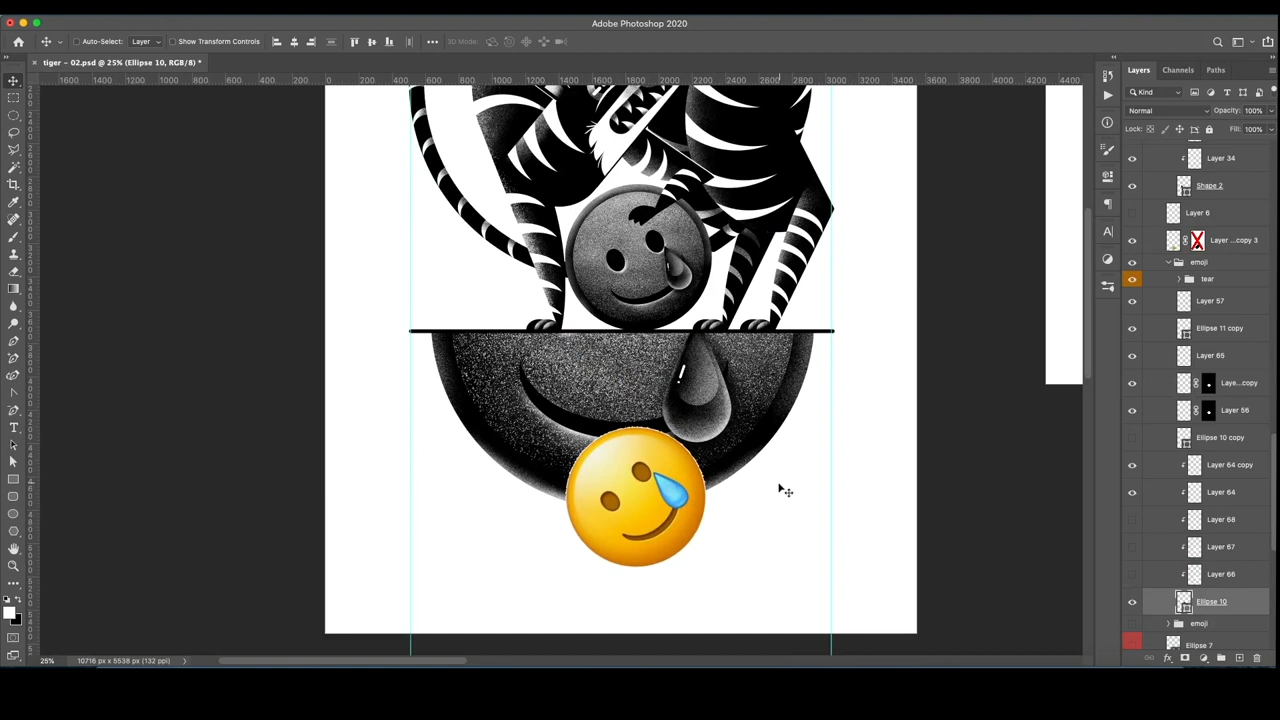 Adobe Photoshop 2020
Auto-Select: Layer Show Transform Controls 3D Mode:
tiger - 02.psd @ 25% (Ellipse 10, RGB/8) *
1600 1400 1200 1000 800 600 400 200 0 200 400 600 800 1000 1200 1400 1600 1800 2000 2200 2400 2600 2800 3000 3200 3400 3600 3800 4000 4200 4400
Layers Channels Paths
Kind
Normal Opacity: 100%
Lock: Fill: 100%
Layer 34
Shape 2
Layer 6
Layer ...copy 3
emoji
tear
Layer 57
Ellipse 11 copy
Layer 65
Laye...copy
Layer 56
Ellipse 10 copy
Layer 64 copy
Layer 64
Layer 68
Layer 67
Layer 66
Ellipse 10
emoji
Ellipse 7
25% 10716 px x 5538 px (132 ppi)